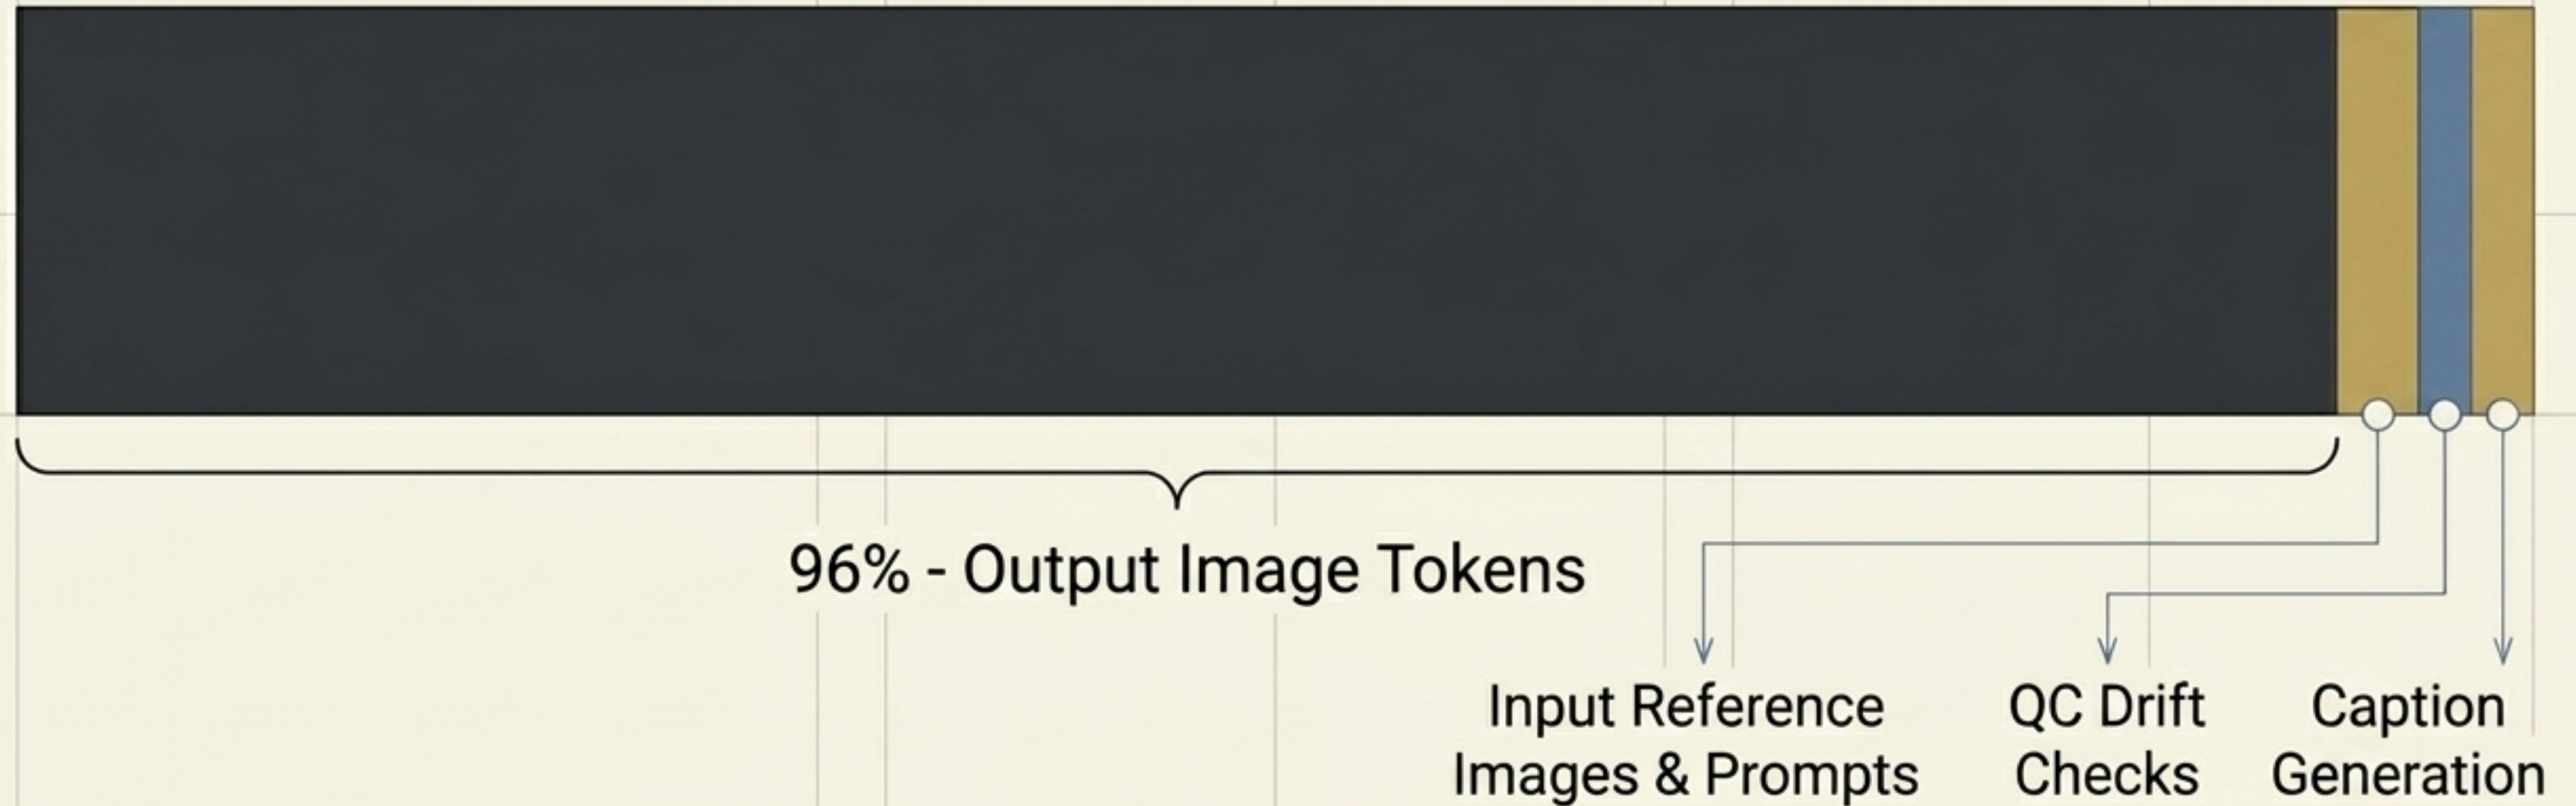 96% - Output Image Tokens
Input Reference
Images & Prompts
QC Drift
Checks
Caption
Generation